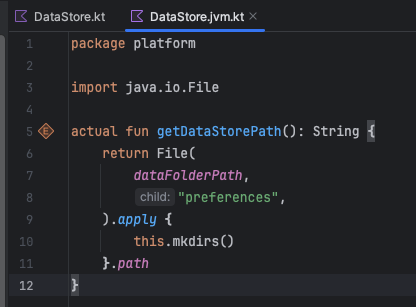 DataStore.kt DataStore.jvm.kt ×
1 package platform
2
3 import java.io.File
4
5 actual fun getDataStorePath(): String {
6 return File(
7 dataFolderPath,
8 child: "preferences",
9 ).apply {
10 this.mkdirs()
11 }.path
12 }